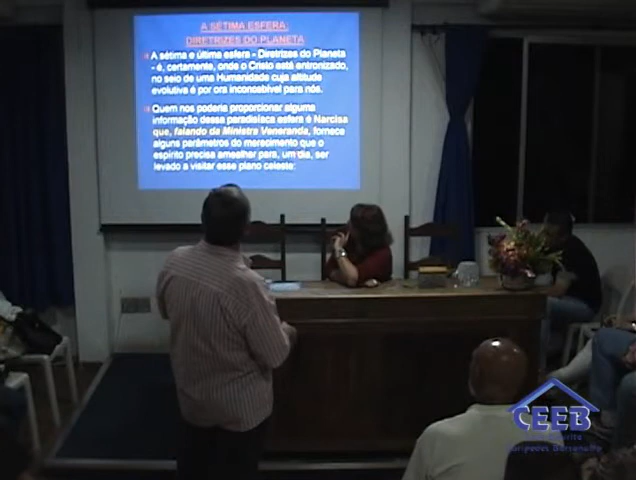 A SÉTIMA ESFERA:
DIRETRIZES DO PLANETA
A sétima e última esfera - Diretrizes do Planeta
- é, certamente, onde o Cristo está entronizado,
no seio de uma Humanidade cuja altitude
evolutiva é por ora inconcebível para nós.
Quem nos poderia proporcionar alguma
informação dessa paradisíaca esfera é Narcisa
que, falando da Ministra Veneranda, fornece
alguns parâmetros do merecimento que o
espírito precisa amealhar para, um dia, ser
levado a visitar esse plano celeste:
CEEB